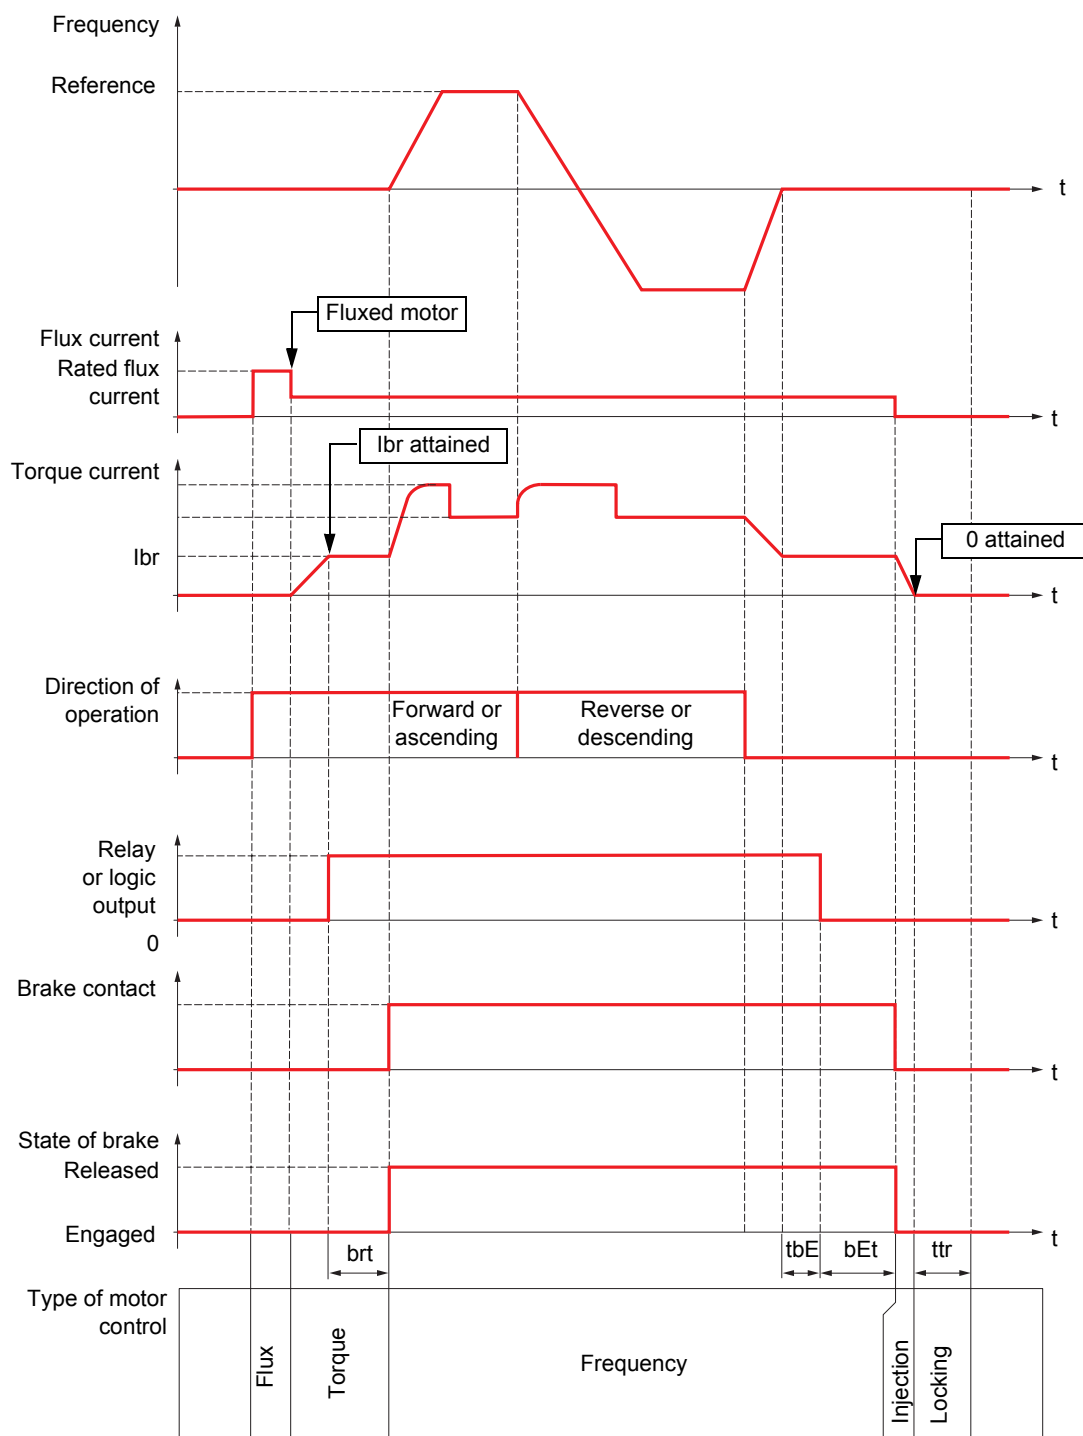 Frequency
Reference
t
Fluxed motor
Flux current
Rated flux
current
t
Ibr attained
Torque current
0 attained
Ibr
t
Direction of
operation
Forward or
ascending
Reverse or
descending
t
Relay
or logic
output
0
t
Brake contact
t
State of brake
Released
Engaged
t
brt
tbE
bEt
ttr
Type of motor
control
Flux
Torque
Frequency
Injection
Locking